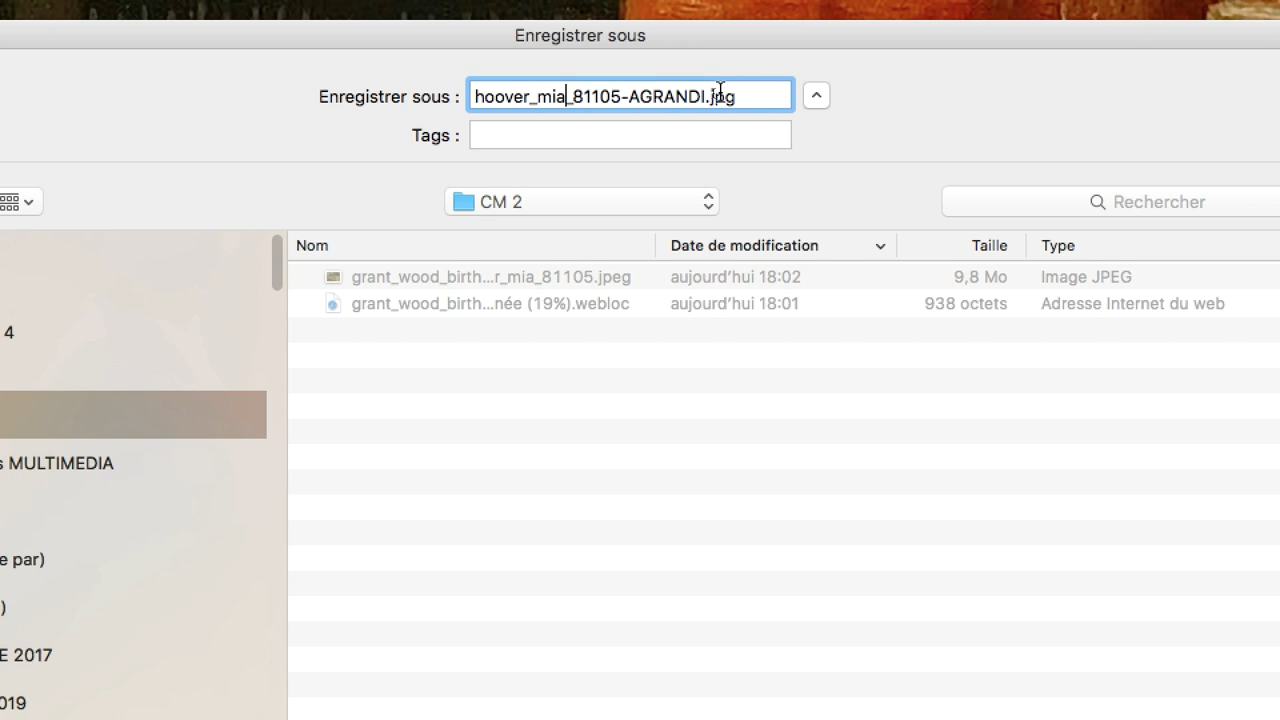 Enregistrer sous
Enregistrer sous : hoover_mia_81105-AGRANDI.jpg
Tags :
CM 2
Rechercher
Nom Date de modification Taille Type
grant_wood_birth...r_mia_81105.jpeg aujourd'hui 18:02 9,8 Mo Image JPEG
grant_wood_birth...née (19%).webloc aujourd'hui 18:01 938 octets Adresse Internet du web
4
s MULTIMEDIA
e par)
)
E 2017
019